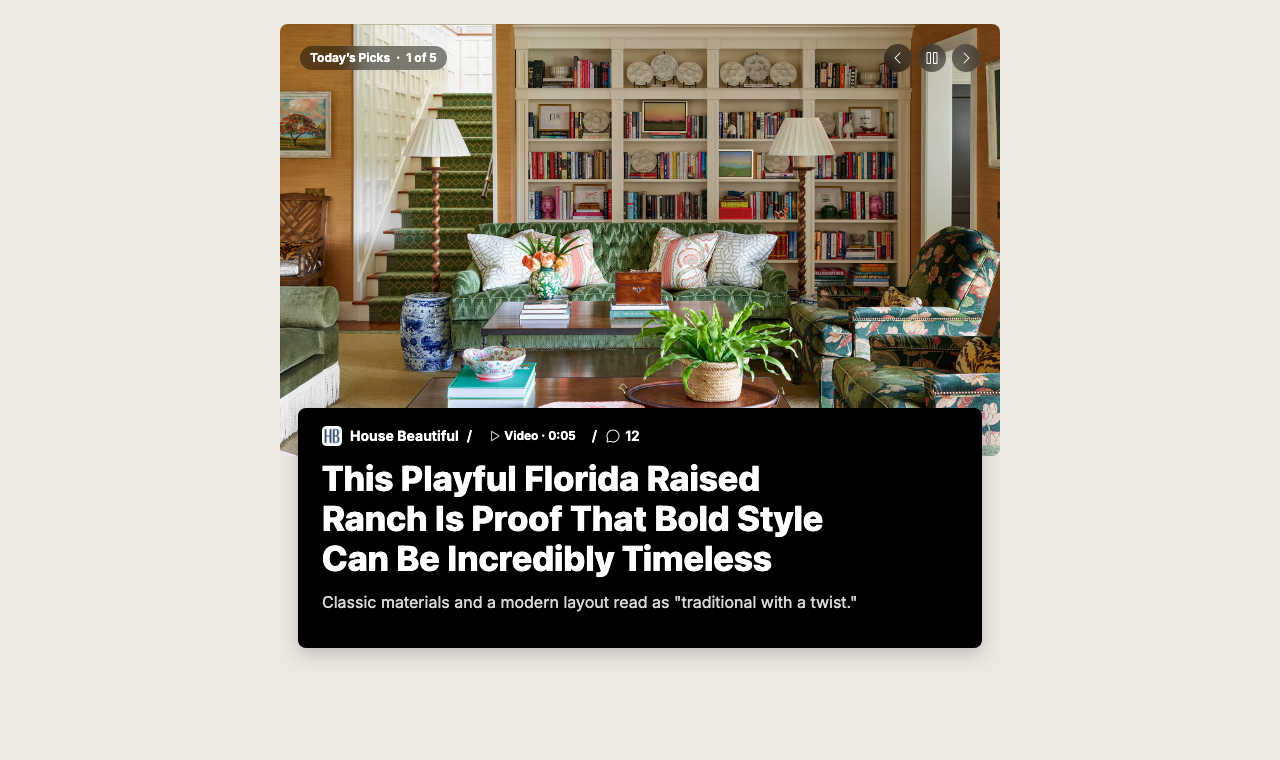 Today's Picks · 1 of 5
HB House Beautiful / Video · 0:05 / 12
This Playful Florida Raised
Ranch Is Proof That Bold Style
Can Be Incredibly Timeless
Classic materials and a modern layout read as "traditional with a twist."